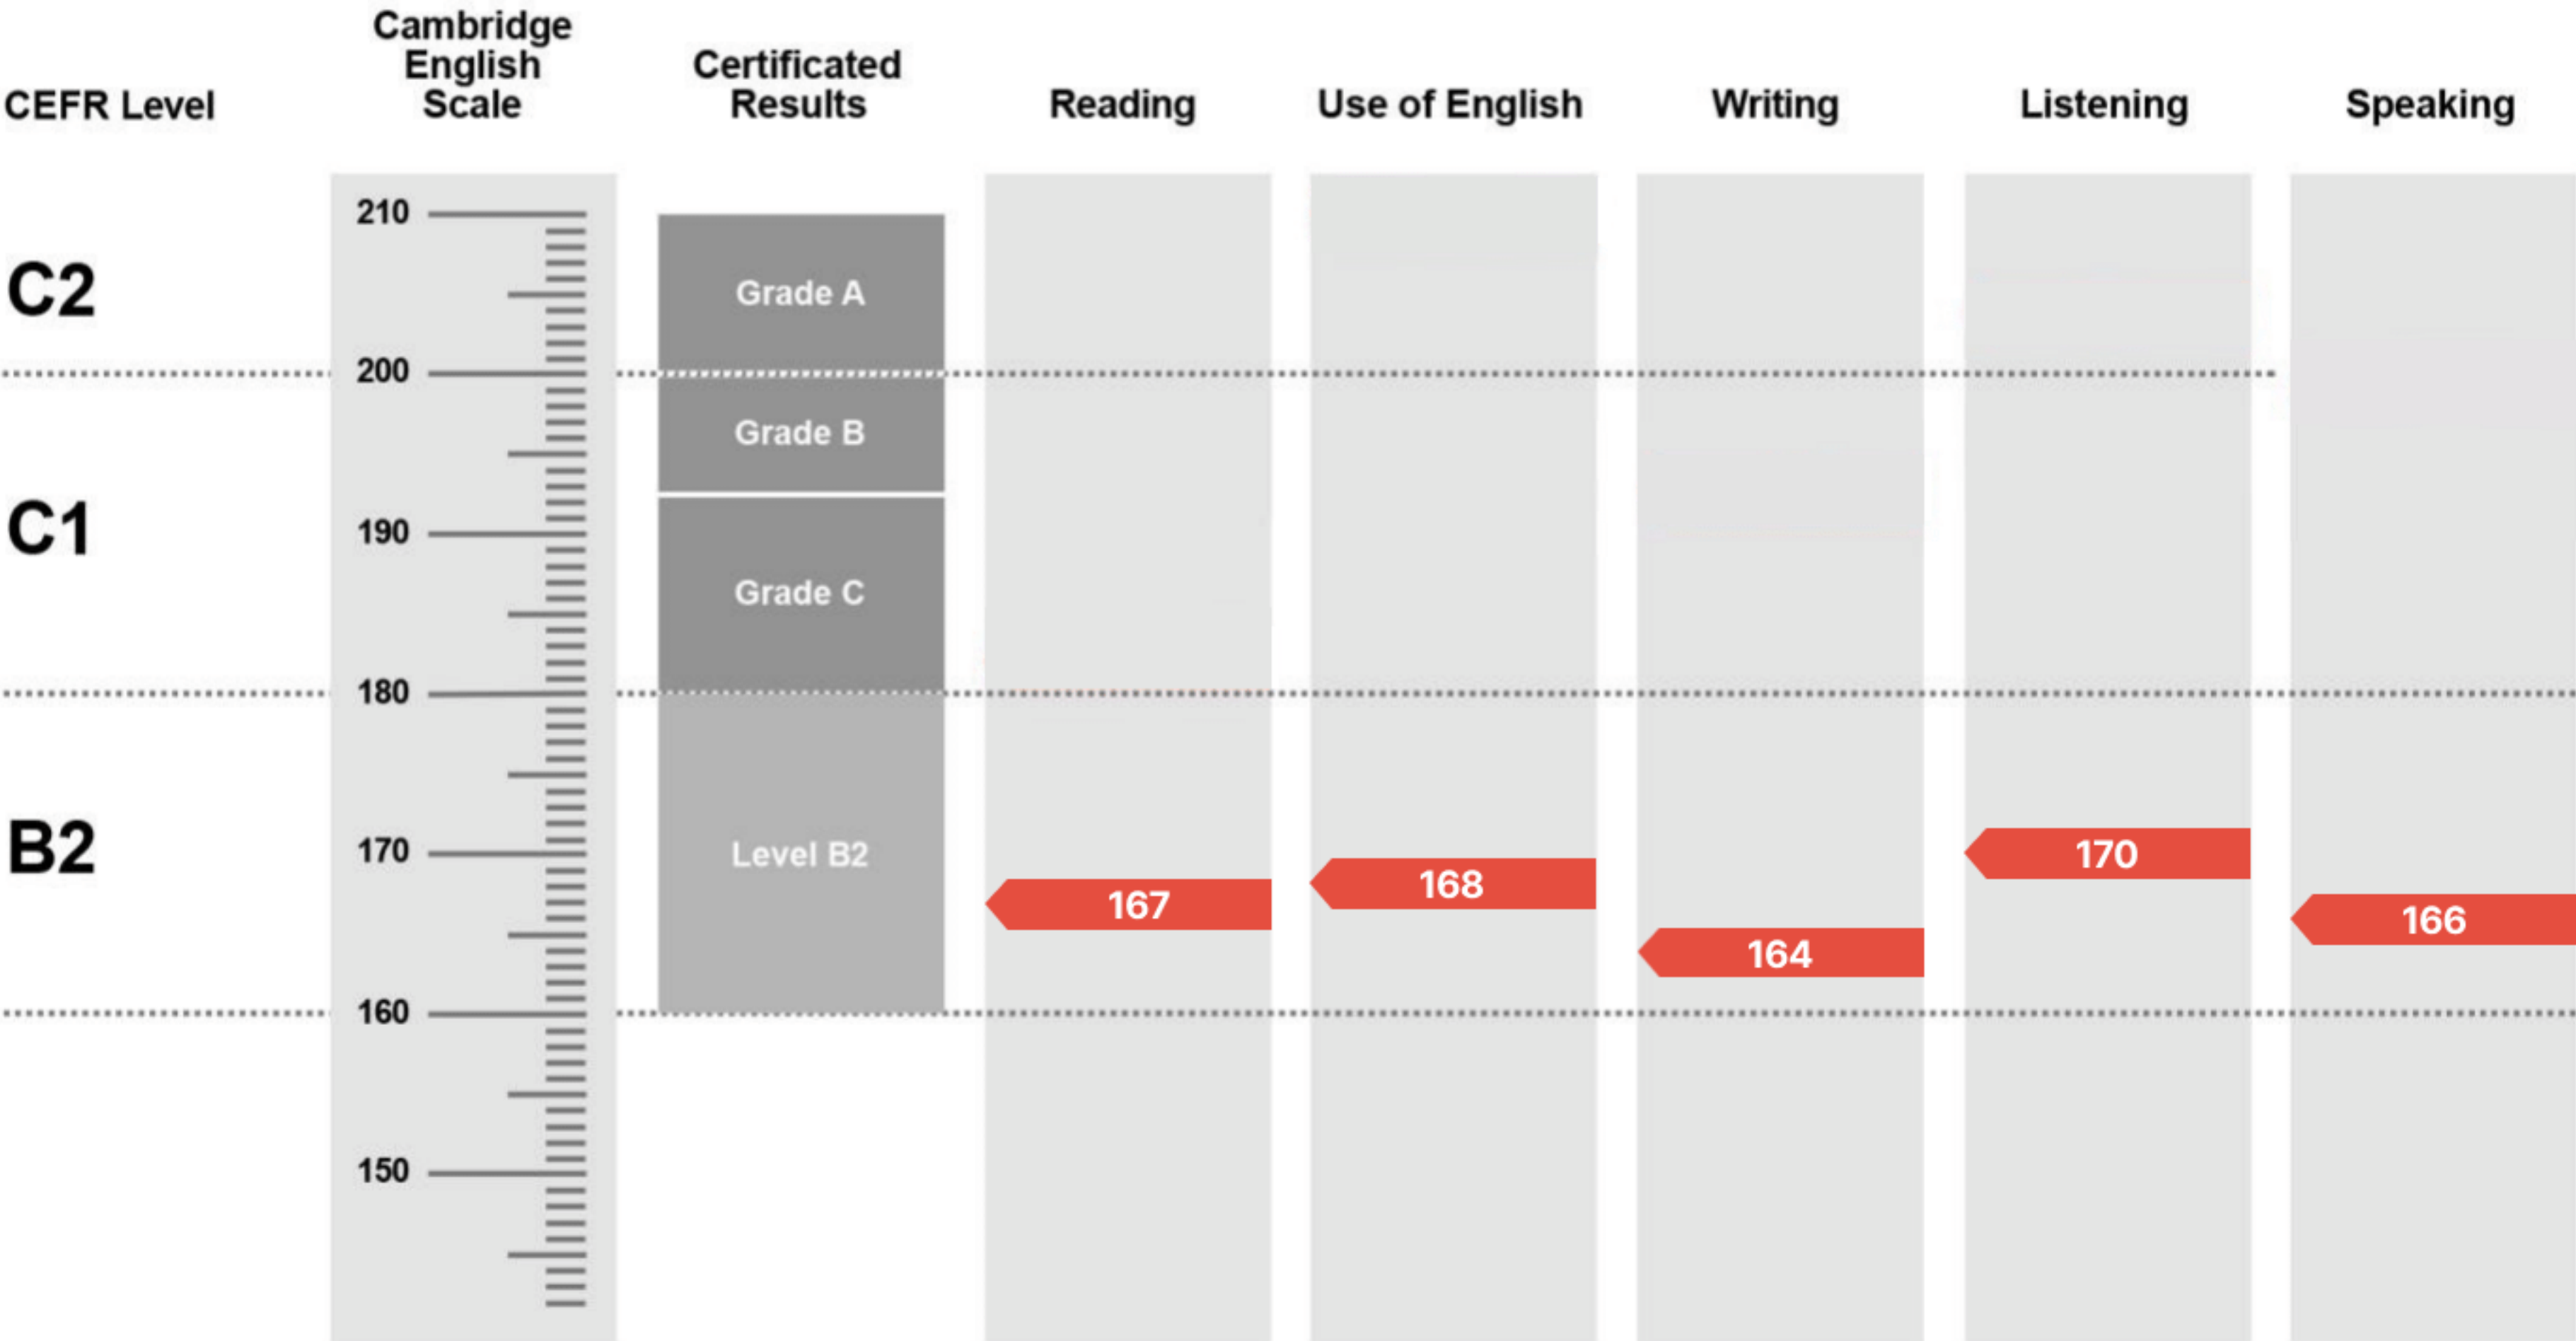 Cambridge
English
Scale
CEFR Level
Certificated
Results
Reading
Use of English
Writing
Listening
Speaking
210
C2
Grade A
200
Grade B
C1
190
Grade C
180
B2
170
Level B2
167
168
164
170
166
160
150